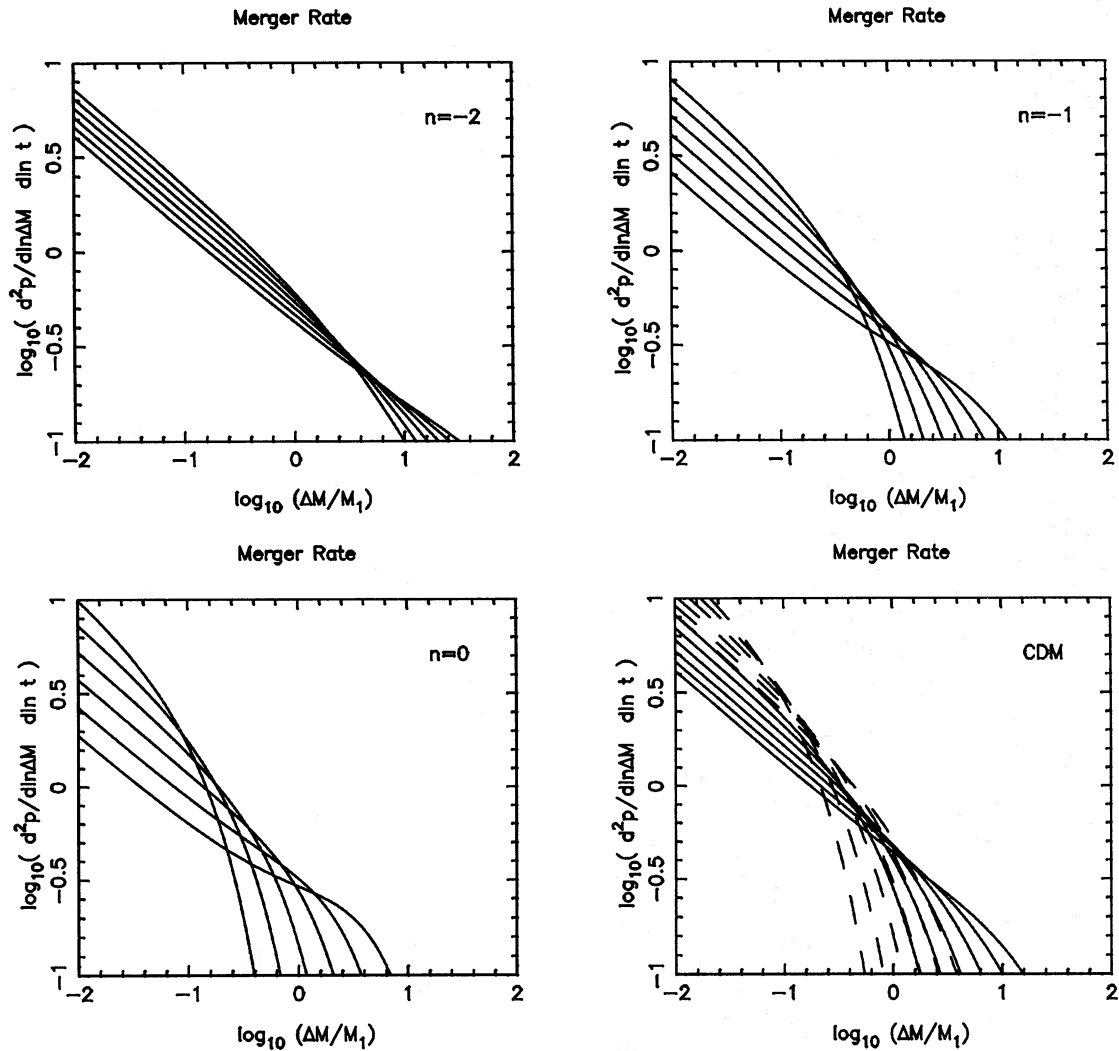 Merger Rate
log₁₀( d²p/dlnΔM dln t )
1
0.5
0
−0.5
−1
n=−2
−2
−1
0
1
2
log₁₀ (ΔM/M₁)
Merger Rate
log₁₀( d²p/dlnΔM dln t )
1
0.5
0
−0.5
−1
n=−1
−2
−1
0
1
2
log₁₀ (ΔM/M₁)
Merger Rate
log₁₀( d²p/dlnΔM dln t )
1
0.5
0
−0.5
−1
n=0
−2
−1
0
1
2
log₁₀ (ΔM/M₁)
Merger Rate
log₁₀( d²p/dlnΔM dln t )
1
0.5
0
−0.5
−1
CDM
−2
−1
0
1
2
log₁₀ (ΔM/M₁)